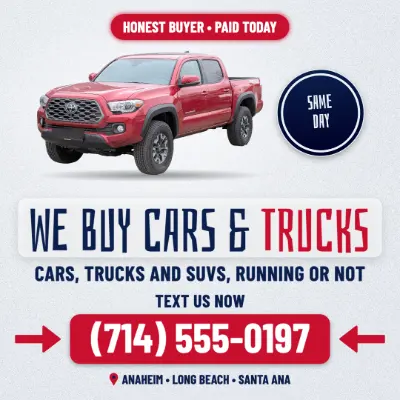 HONEST BUYER • PAID TODAY
SAME
DAY
WE BUY CARS & TRUCKS
CARS, TRUCKS AND SUVS, RUNNING OR NOT
TEXT US NOW
(714) 555-0197
ANAHEIM • LONG BEACH • SANTA ANA